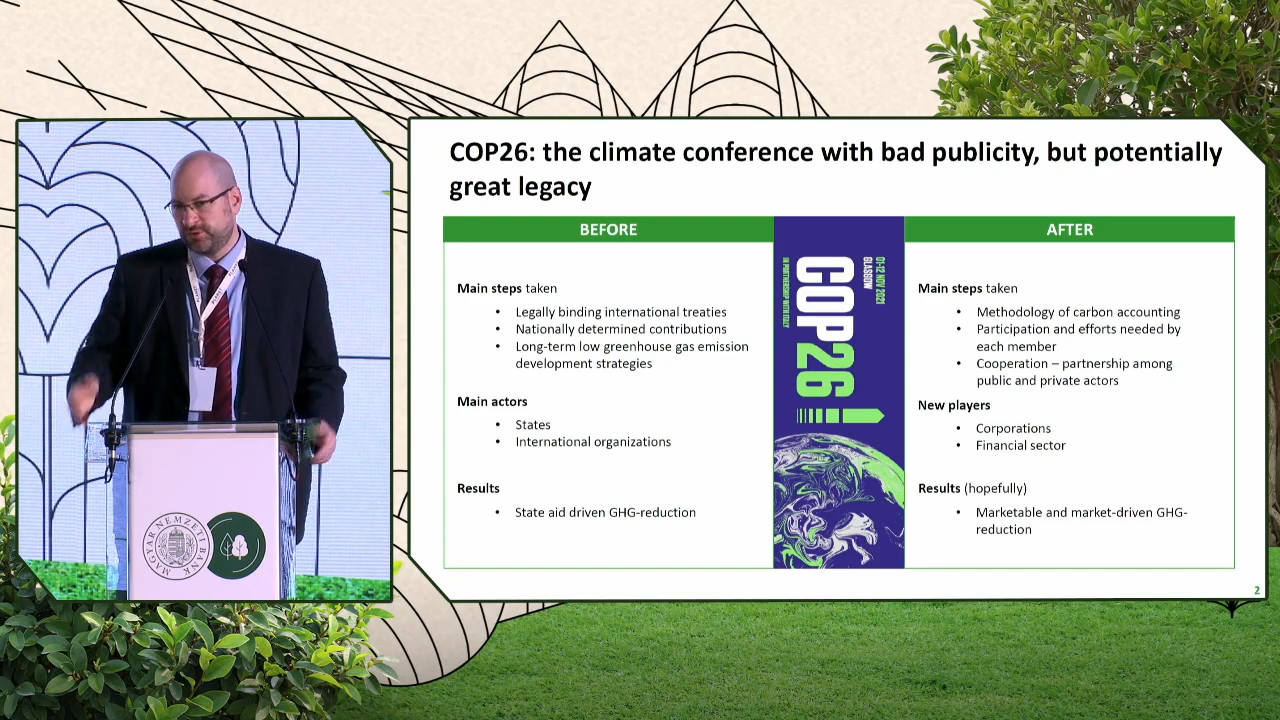 COP26: the climate conference with bad publicity, but potentially
great legacy
BEFORE
Main steps taken
• Legally binding international treaties
• Nationally determined contributions
• Long-term low greenhouse gas emission
development strategies
Main actors
• States
• International organizations
Results
• State aid driven GHG-reduction
01-12 NOV 2021
GLASGOW
COP26
IN PARTNERSHIP WITH ITALY
AFTER
Main steps taken
• Methodology of carbon accounting
• Participation and efforts needed by
each member
• Cooperation – partnership among
public and private actors
New players
• Corporations
• Financial sector
Results (hopefully)
• Marketable and market-driven GHG-
reduction
2
MAGYAR NEMZETI BANK